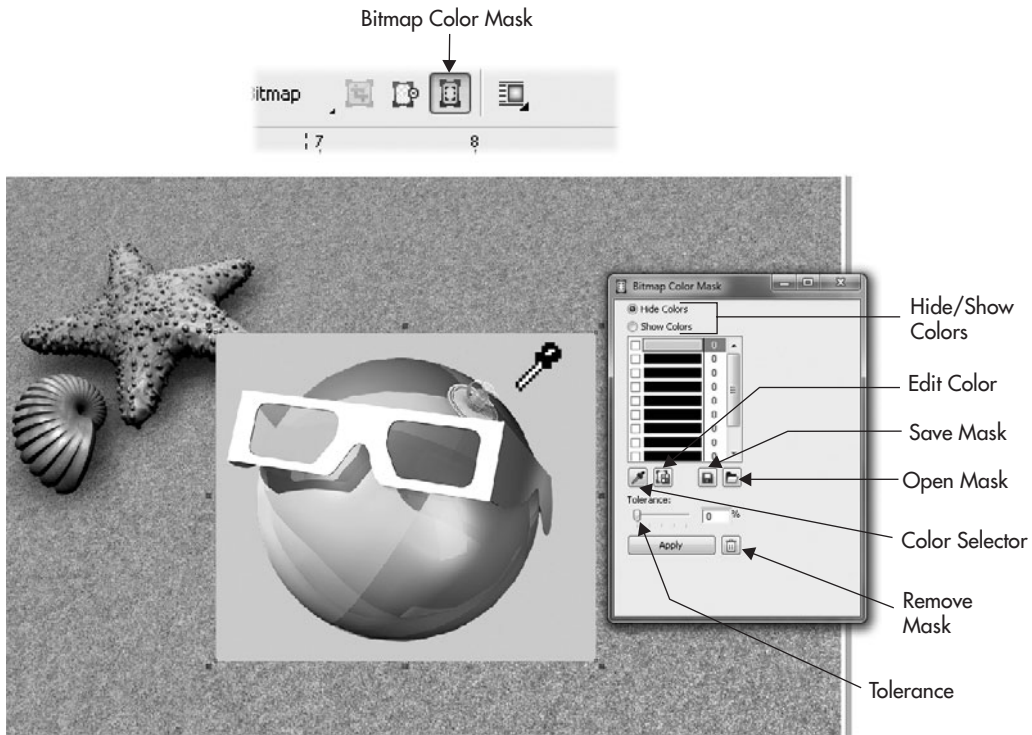 Bitmap Color Mask
itmap
7
8
Bitmap Color Mask
Hide Colors
Show Colors
0
0
0
0
0
0
0
0
0
Tolerance:
0 %
Apply
Hide/Show
Colors
Edit Color
Save Mask
Open Mask
Color Selector
Remove
Mask
Tolerance